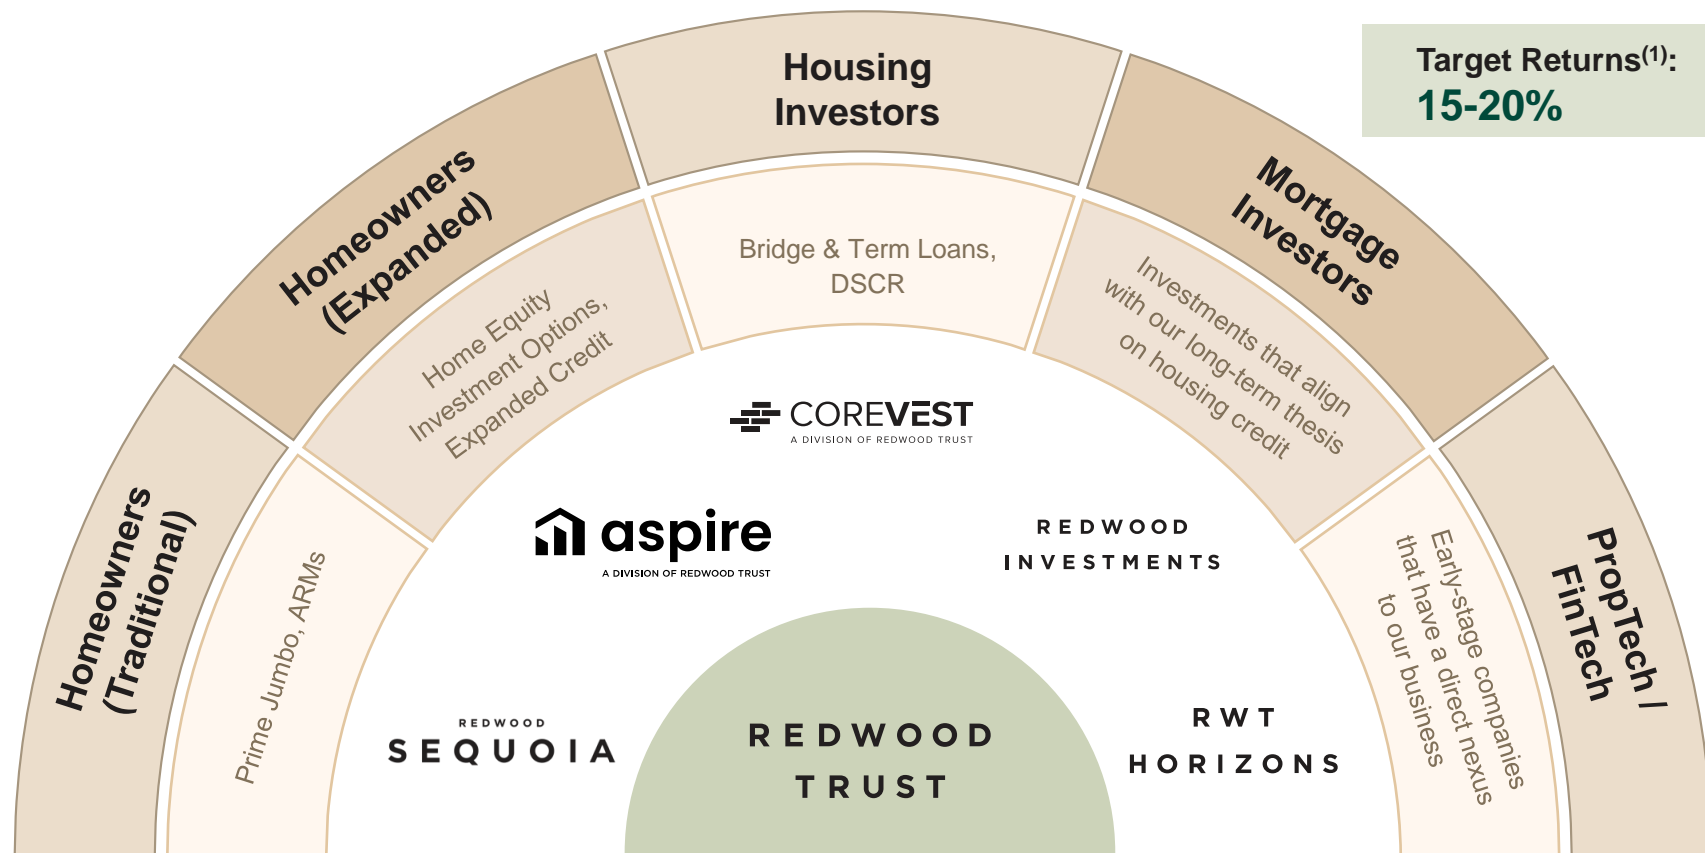 Target Returns(1):
15-20%
Homeowners
(Traditional)
Prime Jumbo, ARMs
REDWOOD
SEQUOIA
Homeowners
(Expanded)
Home Equity
Investment Options,
Expanded Credit
aspire
A DIVISION OF REDWOOD TRUST
Housing
Investors
Bridge & Term Loans,
DSCR
COREVEST
A DIVISION OF REDWOOD TRUST
Mortgage
Investors
Investments that align
with our long-term thesis
on housing credit
REDWOOD
INVESTMENTS
PropTech /
FinTech
Early-stage companies
that have a direct nexus
to our business
RWT
HORIZONS
REDWOOD
TRUST